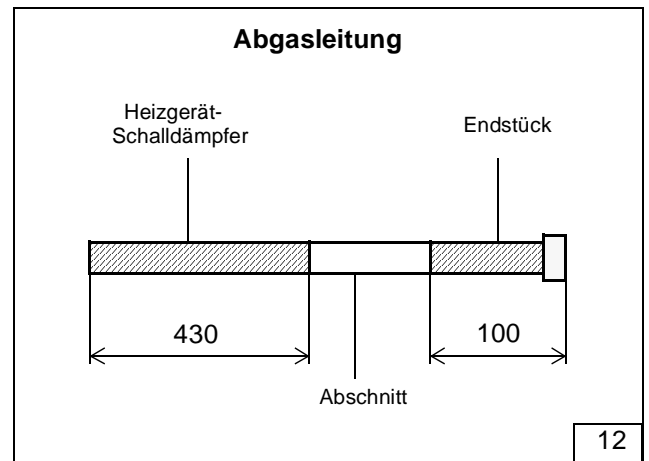 Abgasleitung
Heizgerät-
Schalldämpfer
Endstück
430
100
Abschnitt
12